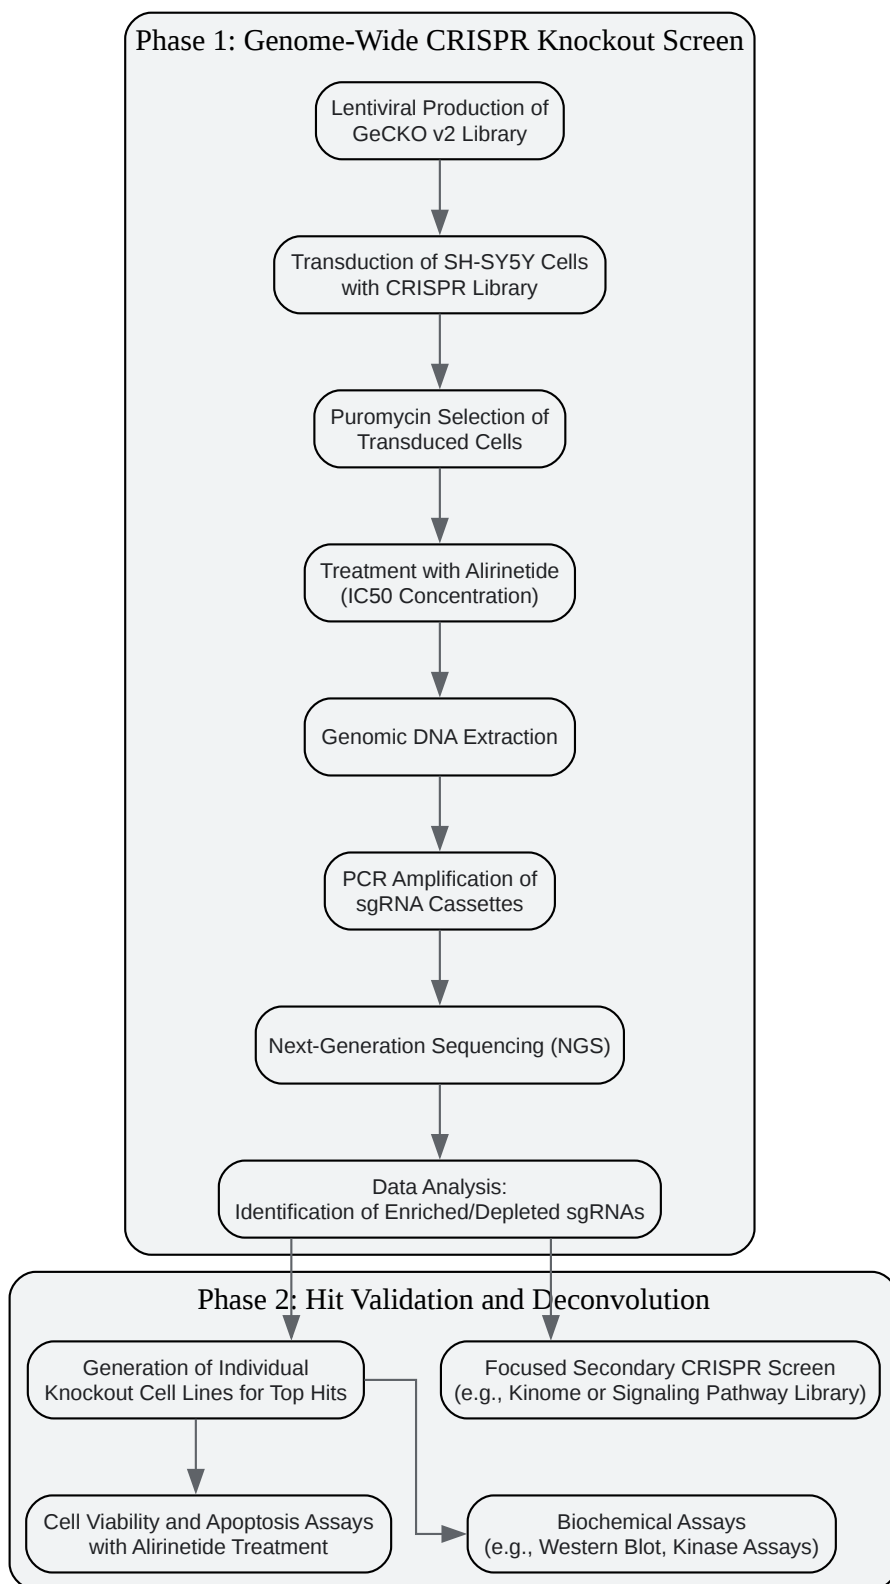 Phase 1: Genome-Wide CRISPR Knockout Screen
Lentiviral Production of
GeCKO v2 Library
Transduction of SH-SY5Y Cells
with CRISPR Library
Puromycin Selection of
Transduced Cells
Treatment with Alirinetide
(IC50 Concentration)
Genomic DNA Extraction
PCR Amplification of
sgRNA Cassettes
Next-Generation Sequencing (NGS)
Data Analysis:
Identification of Enriched/Depleted sgRNAs
Phase 2: Hit Validation and Deconvolution
Generation of Individual
Knockout Cell Lines for Top Hits
Focused Secondary CRISPR Screen
(e.g., Kinome or Signaling Pathway Library)
Cell Viability and Apoptosis Assays
with Alirinetide Treatment
Biochemical Assays
(e.g., Western Blot, Kinase Assays)